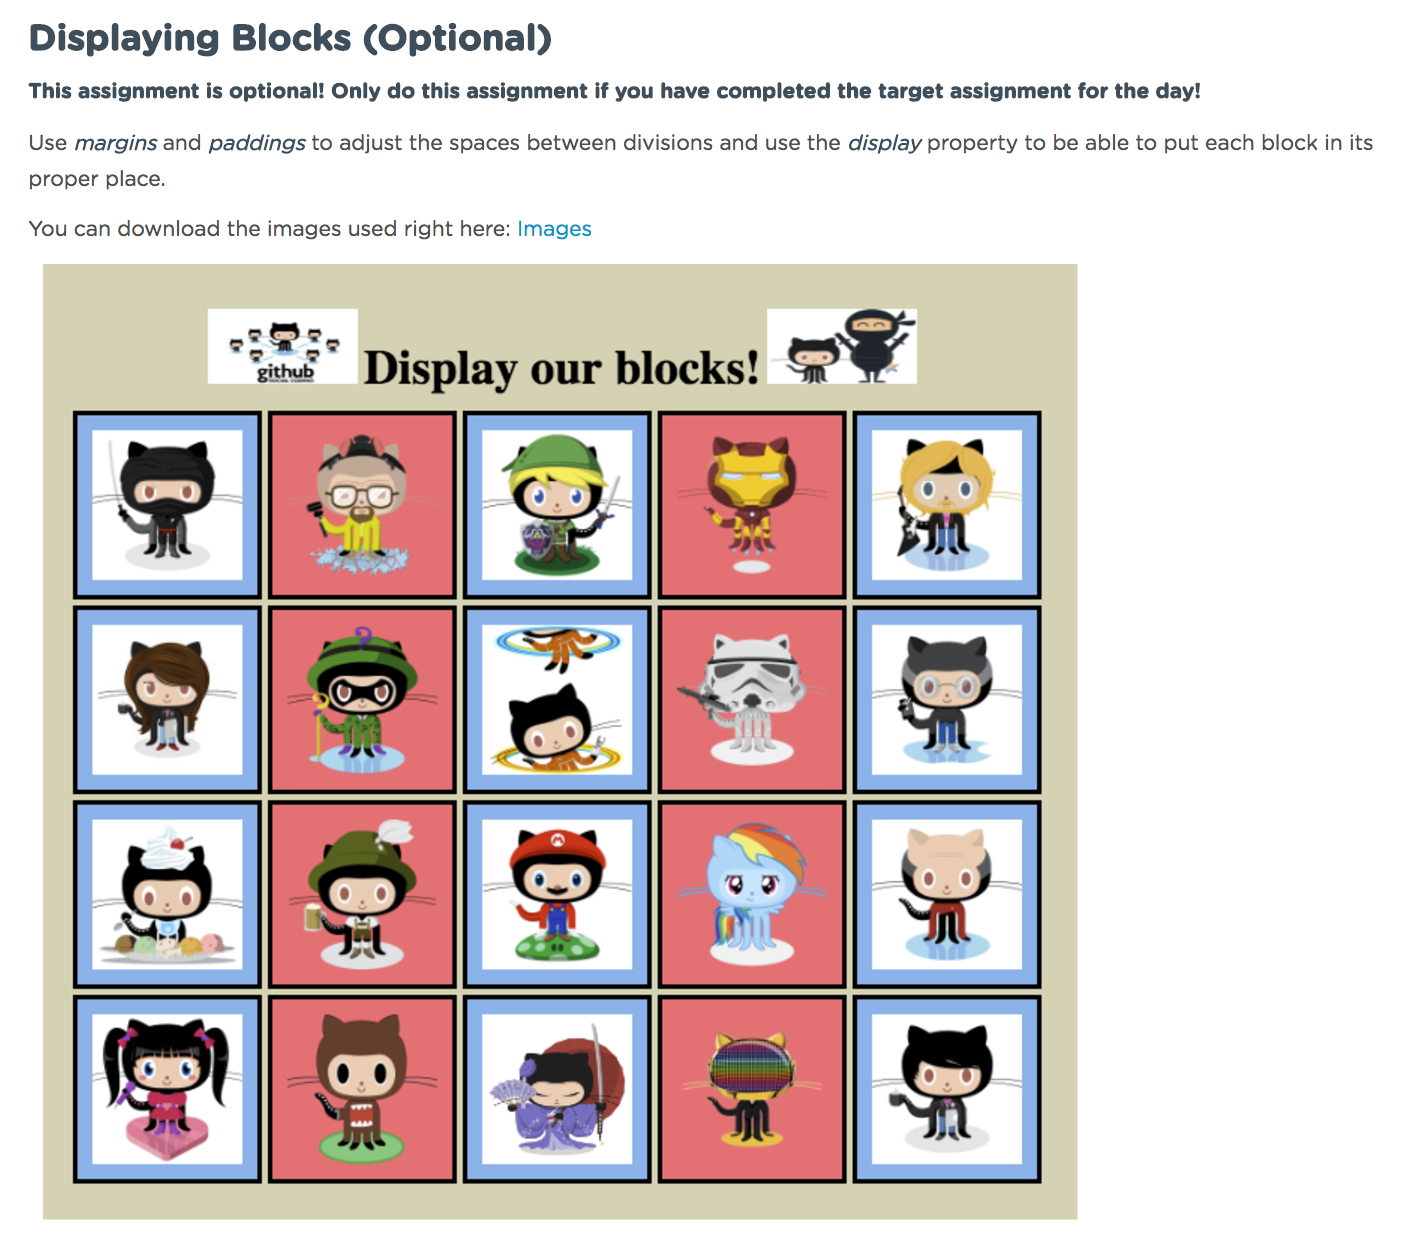 Displaying Blocks (Optional)
This assignment is optional! Only do this assignment if you have completed the target assignment for the day!
Use margins and paddings to adjust the spaces between divisions and use the display property to be able to put each block in its
proper place.
You can download the images used right here: Images
github
SOCIAL CODING
Display our blocks!
M